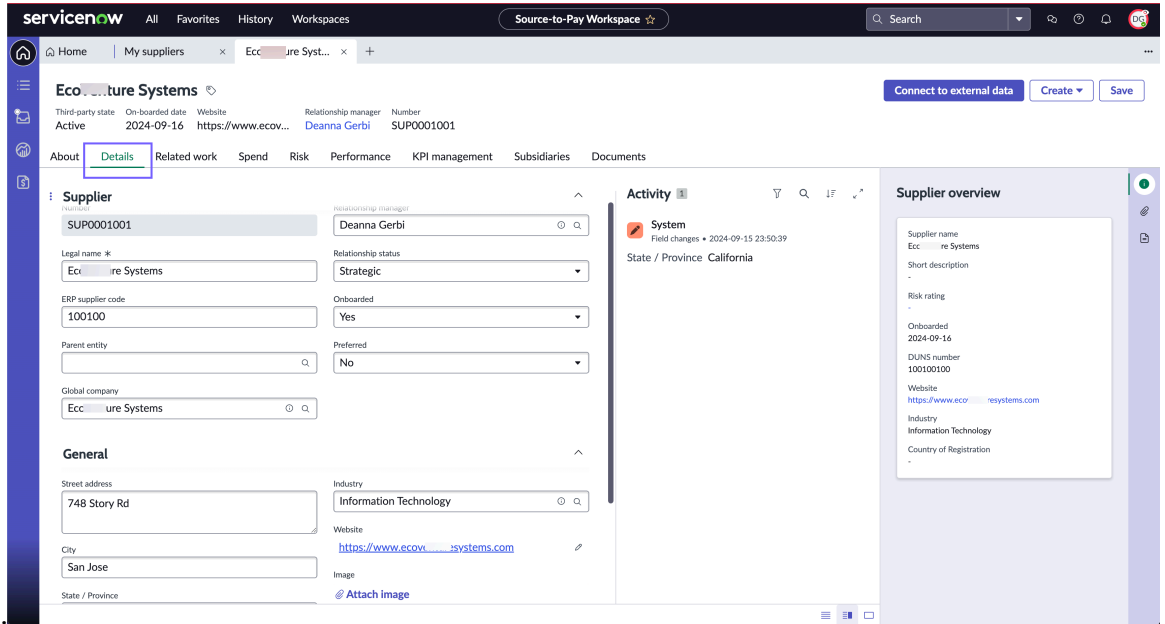 servicenow All Favorites History Workspaces Source-to-Pay Workspace Search DG
Home My suppliers Syst...
Systems
Connect to external data Create Save
Third-party state On-boarded date Website Relationship manager Number
Active 2024-09-16 https://www.ecov... Deanna Gerbi SUP0001001
About Details Related work Spend Risk Performance KPI management Subsidiaries Documents
Supplier
Number Relationship manager
SUP0001001 Deanna Gerbi
Legal name * Relationship status
Systems Strategic
ERP supplier code Onboarded
100100 Yes
Parent entity Preferred
No
Global company
Systems
General
Street address Industry
748 Story Rd Information Technology
Website
https://www.ecov systems.com
City
San Jose
Image
Attach image
State / Province
Activity 1
System
Field changes • 2024-09-15 23:50:39
State / Province California
Supplier overview
Supplier name
Systems
Short description
-
Risk rating
-
Onboarded
2024-09-16
DUNS number
100100100
Website
https://www.eco resystems.com
Industry
Information Technology
Country of Registration
-